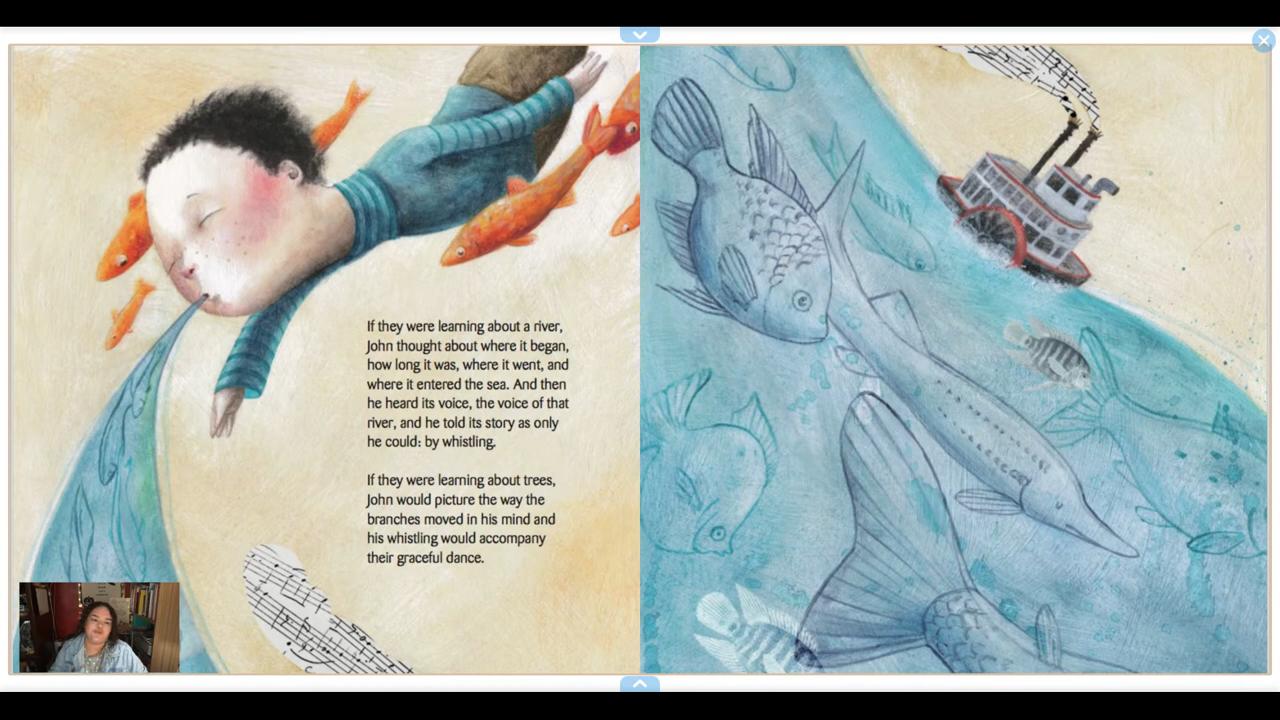 If they were learning about a river,
John thought about where it began,
how long it was, where it went, and
where it entered the sea. And then
he heard its voice, the voice of that
river, and he told its story as only
he could: by whistling.
If they were learning about trees,
John would picture the way the
branches moved in his mind and
his whistling would accompany
their graceful dance.